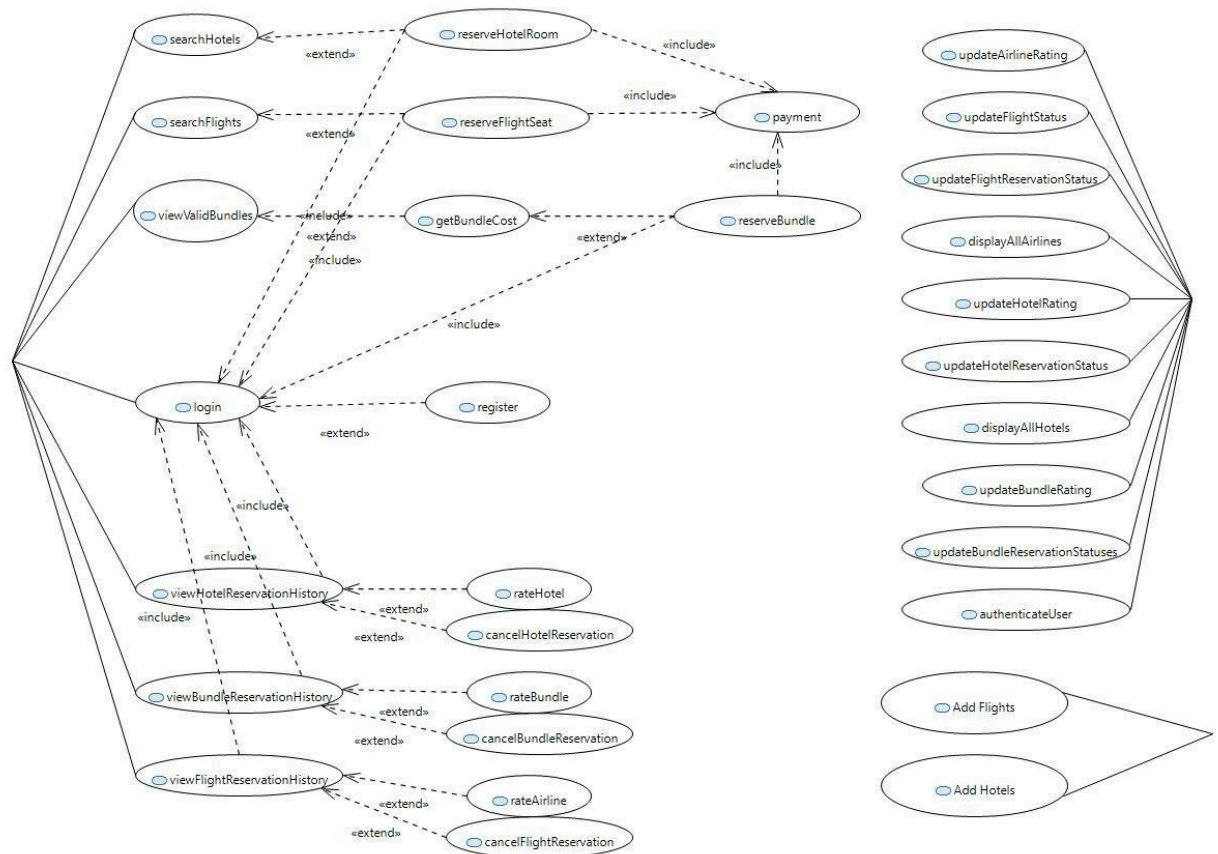 searchHotels
«extend»
reserveHotelRoom
«include»
updateAirlineRating
searchFlights
«extend»
reserveFlightSeat
«include»
payment
updateFlightStatus
«include»
updateFlightReservationStatus
viewValidBundles
«include»
getBundleCost
reserveBundle
«extend»
«extend»
displayAllAirlines
«include»
updateHotelRating
«include»
updateHotelReservationStatus
login
register
«extend»
displayAllHotels
updateBundleRating
«include»
«include»
updateBundleReservationStatuses
viewHotelReservationHistory
rateHotel
«extend»
authenticateUser
«include»
«extend»
cancelHotelReservation
viewBundleReservationHistory
rateBundle
«extend»
Add Flights
«extend»
cancelBundleReservation
viewFlightReservationHistory
rateAirline
«extend»
Add Hotels
«extend»
cancelFlightReservation